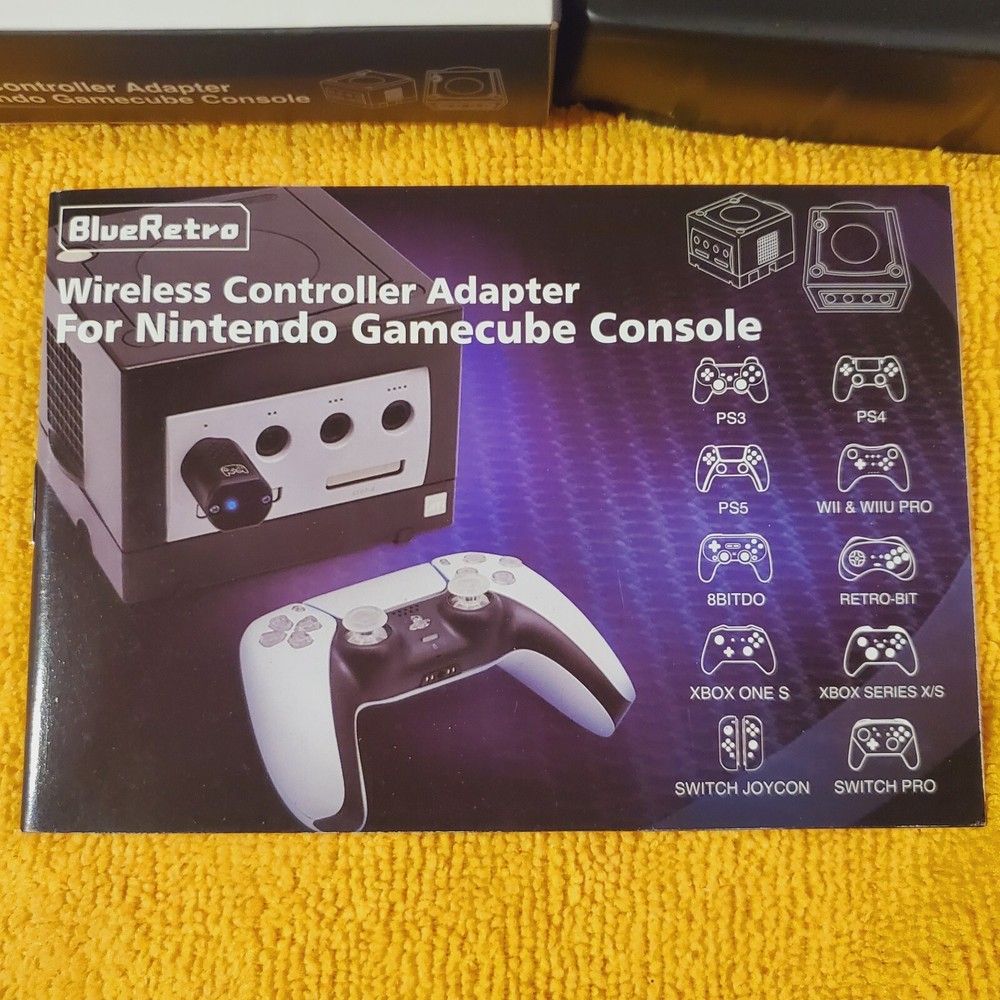 ontroller Adapter
ndo Gamecube Console
BlueRetro
Wireless Controller Adapter
For Nintendo Gamecube Console
PS3
PS4
PS5
WII & WIIU PRO
8BITDO
RETRO-BIT
XBOX ONE S
XBOX SERIES X/S
SWITCH JOYCON
SWITCH PRO